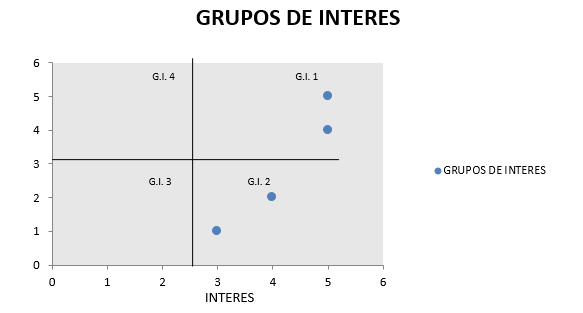 GRUPOS DE INTERES
6
5
4
3
2
1
0
G.I. 4
G.I. 1
G.I. 3
G.I. 2
GRUPOS DE INTERES
0 1 2 3 4 5 6
INTERES